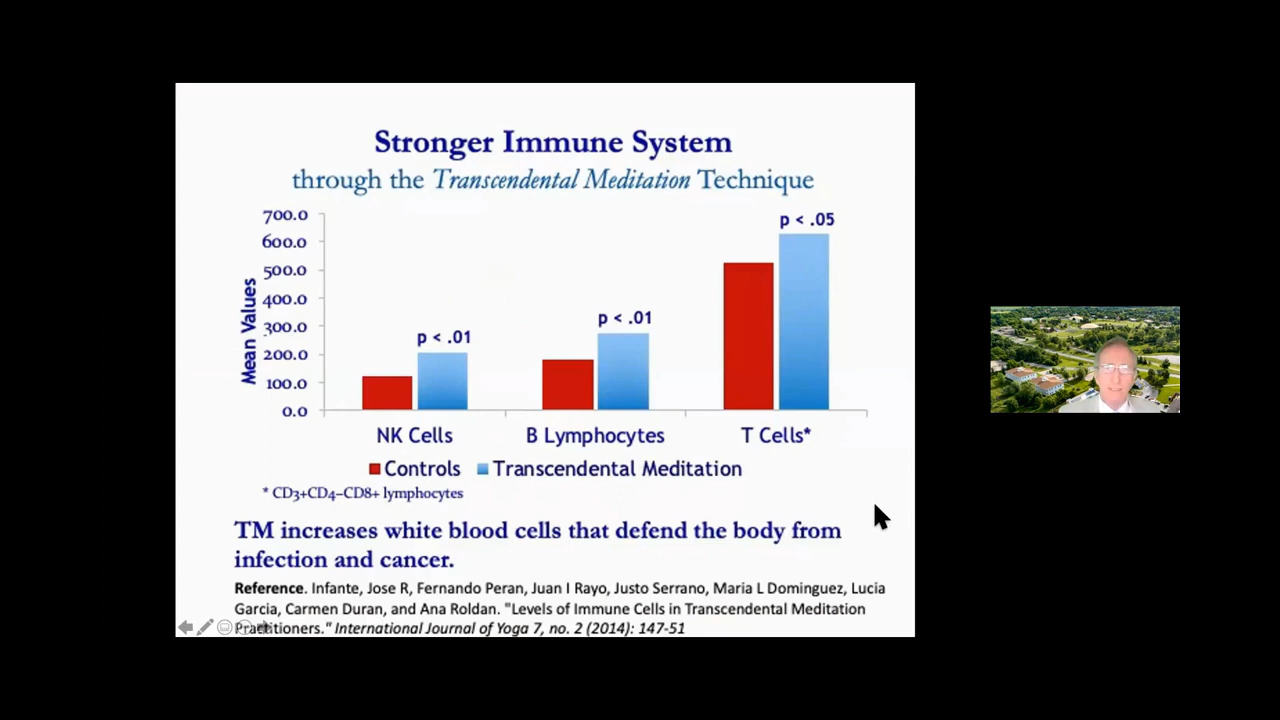 Stronger Immune System
through the Transcendental Meditation Technique
700.0
600.0
500.0
400.0
300.0
200.0
100.0
0.0
Mean Values
p < .01
p < .01
p < .05
NK Cells
B Lymphocytes
T Cells*
Controls
Transcendental Meditation
* CD3+CD4–CD8+ lymphocytes
TM increases white blood cells that defend the body from
infection and cancer.
Reference. Infante, Jose R, Fernando Peran, Juan I Rayo, Justo Serrano, Maria L Dominguez, Lucia
Garcia, Carmen Duran, and Ana Roldan. "Levels of Immune Cells in Transcendental Meditation
Practitioners." International Journal of Yoga 7, no. 2 (2014): 147-51